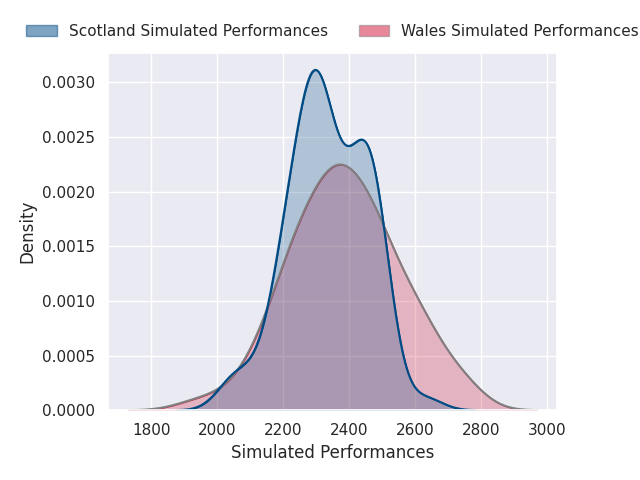 Scotland Simulated Performances
Wales Simulated Performances
0.0030
0.0025
0.0020
0.0015
0.0010
0.0005
0.0000
Density
1800 2000 2200 2400 2600 2800 3000
Simulated Performances